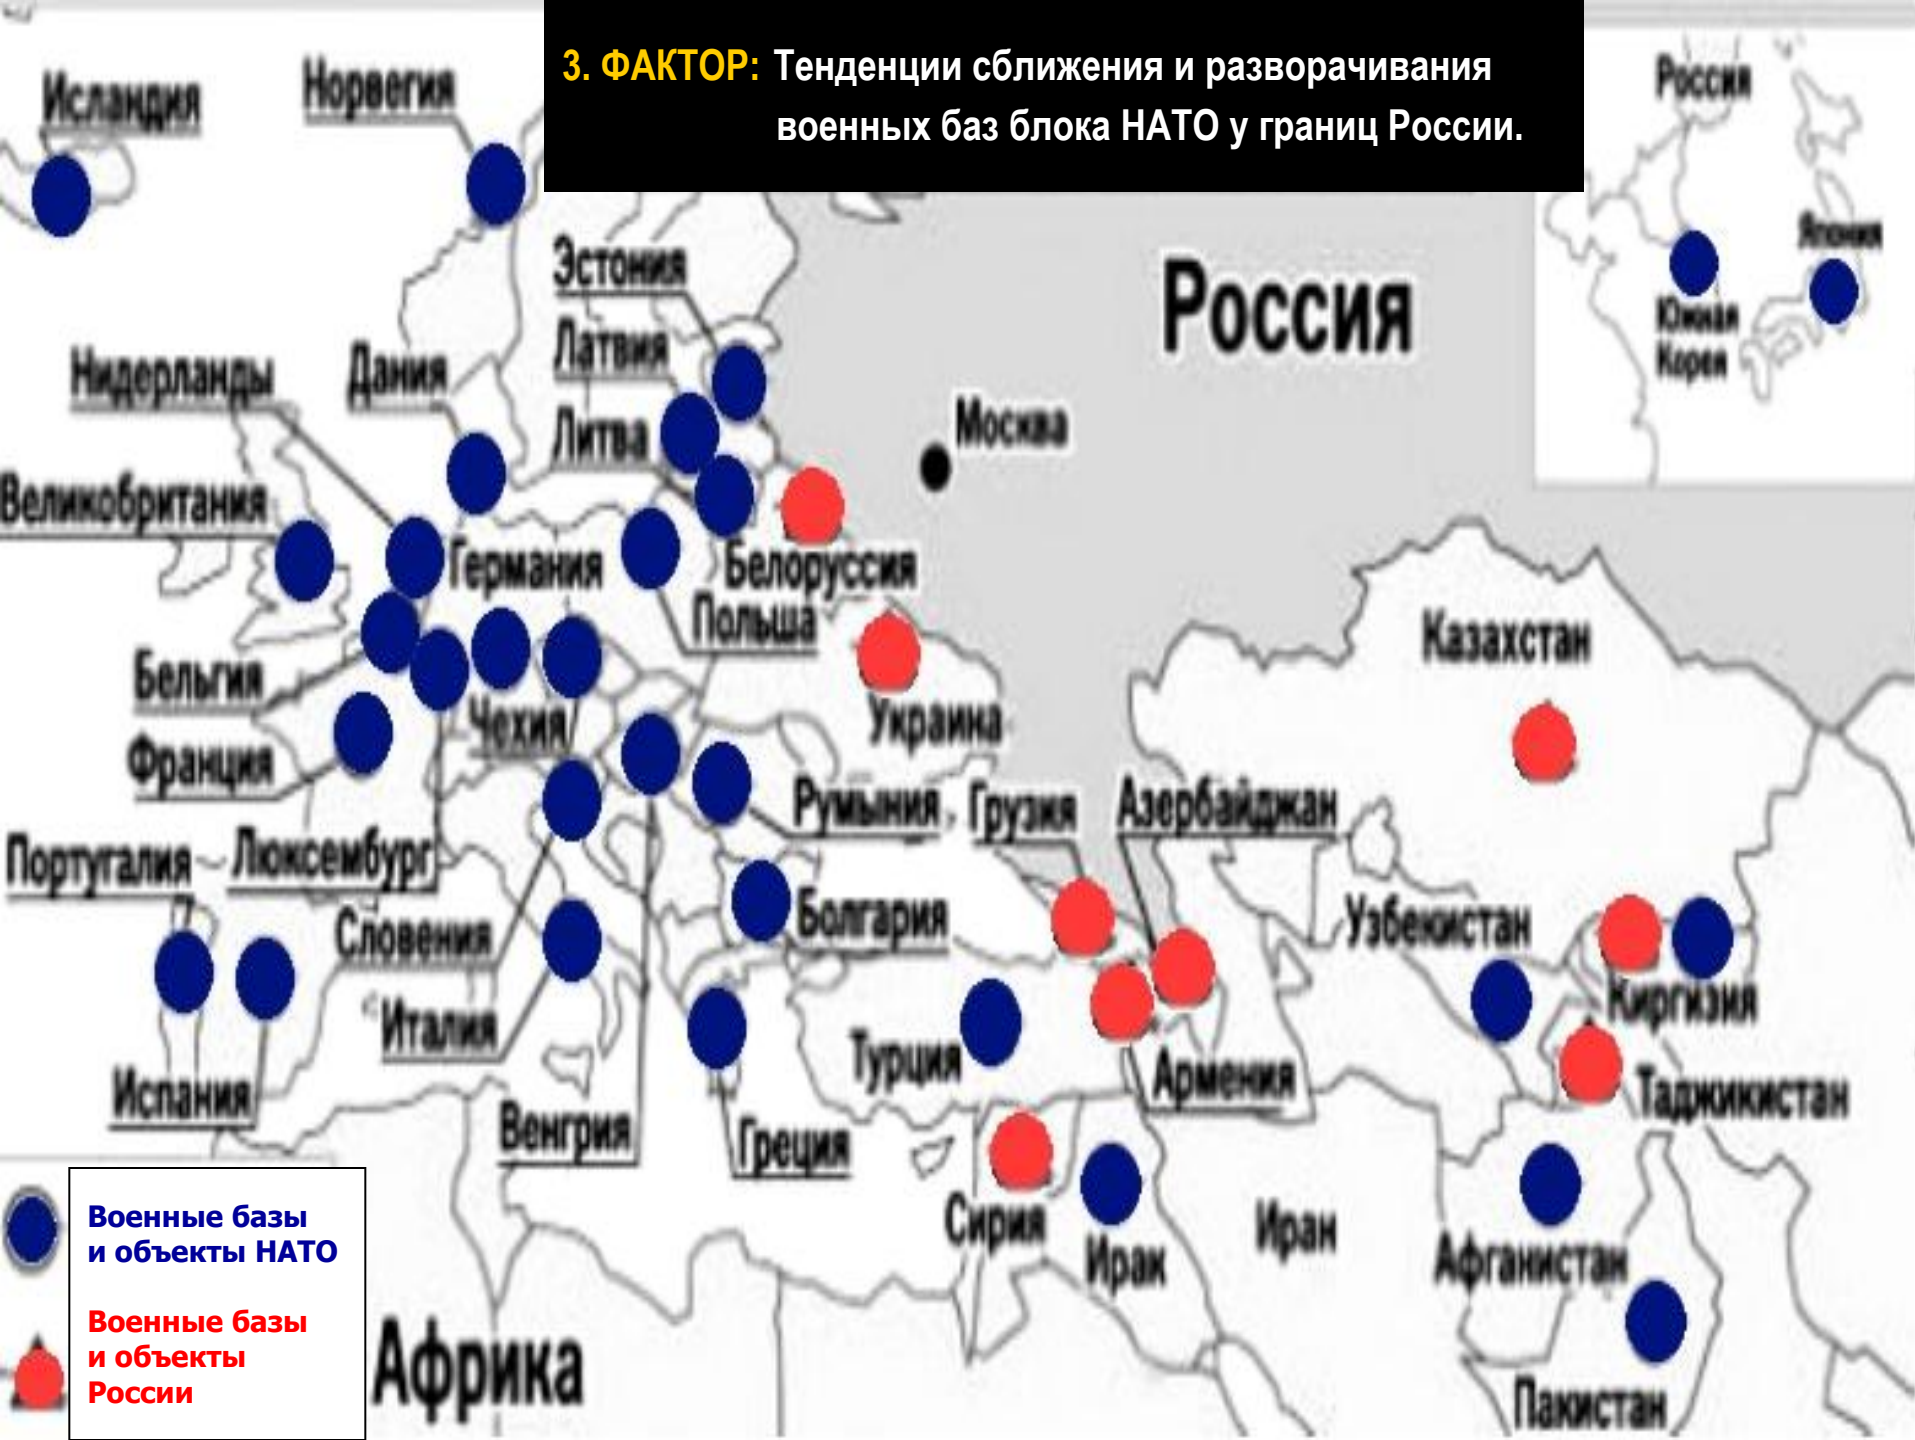 3. ФАКТОР: Тенденции сближения и разворачивания
военных баз блока НАТО у границ России.
Исландия
Норвегия
Россия
Эстония
Япония
Россия
Южная
Корея
Латвия
Нидерланды
Дания
Литва
Москва
Великобритания
Германия
Белоруссия
Польша
Казахстан
Бельгия
Чехия
Украина
Франция
Румыния
Грузия
Азербайджан
Португалия
Люксембург
Словения
Болгария
Узбекистан
Италия
Киргизия
Турция
Испания
Армения
Таджикистан
Венгрия
Греция
Сирия
Ирак
Иран
Афганистан
Пакистан
Африка
Военные базы
и объекты НАТО
Военные базы
и объекты
России